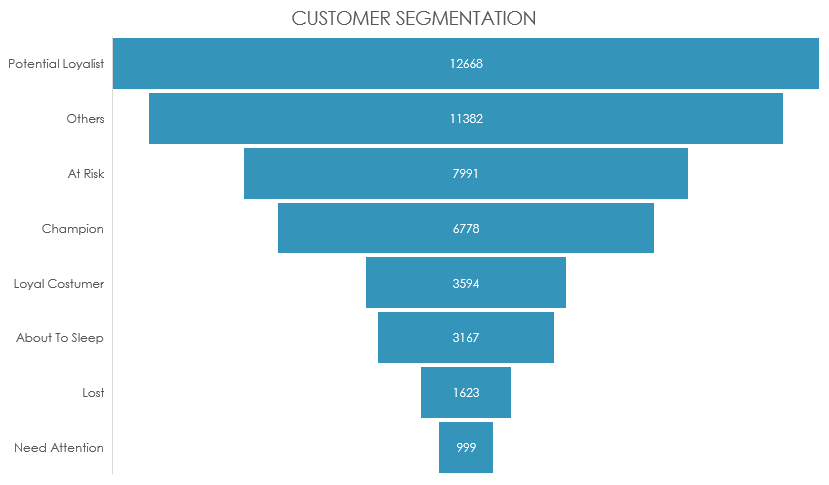 CUSTOMER SEGMENTATION
Potential Loyalist 12668
Others 11382
At Risk 7991
Champion 6778
Loyal Costumer 3594
About To Sleep 3167
Lost 1623
Need Attention 999